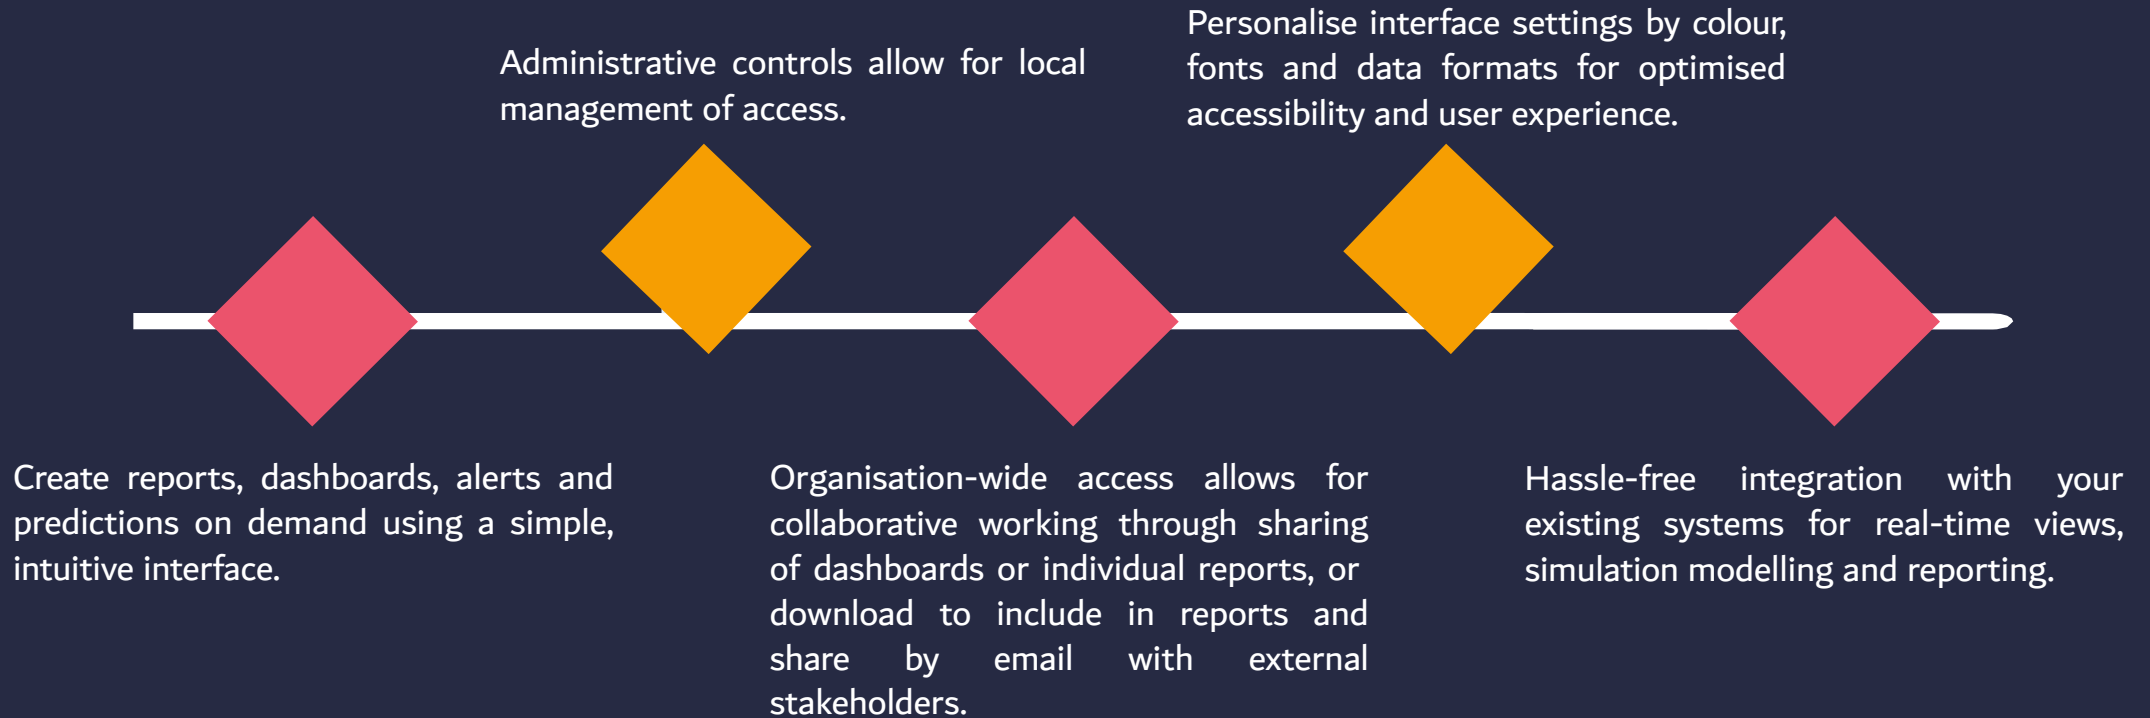 Personalise interface settings by colour,
fonts and data formats for optimised
accessibility and user experience.
Administrative controls allow for local
management of access.
Create reports, dashboards, alerts and
predictions on demand using a simple,
intuitive interface.
Organisation-wide access allows for
collaborative working through sharing
of dashboards or individual reports, or
download to include in reports and
share by email with external
stakeholders.
Hassle-free integration with your
existing systems for real-time views,
simulation modelling and reporting.